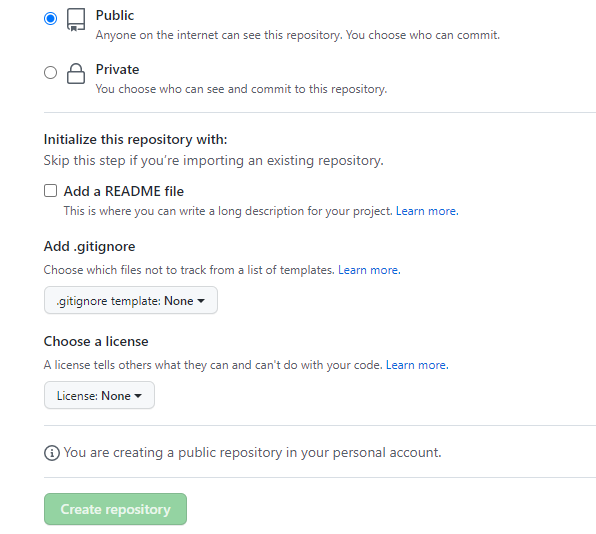 Public
Anyone on the internet can see this repository. You choose who can commit.
Private
You choose who can see and commit to this repository.
Initialize this repository with:
Skip this step if you’re importing an existing repository.
Add a README file
This is where you can write a long description for your project. Learn more.
Add .gitignore
Choose which files not to track from a list of templates. Learn more.
.gitignore template: None
Choose a license
A license tells others what they can and can't do with your code. Learn more.
License: None
You are creating a public repository in your personal account.
Create repository